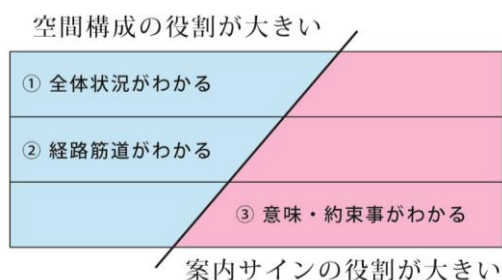 空間構成の役割が大きい
① 全体状況がわかる
② 経路筋道がわかる
③ 意味・約束事がわかる
案内サインの役割が大きい